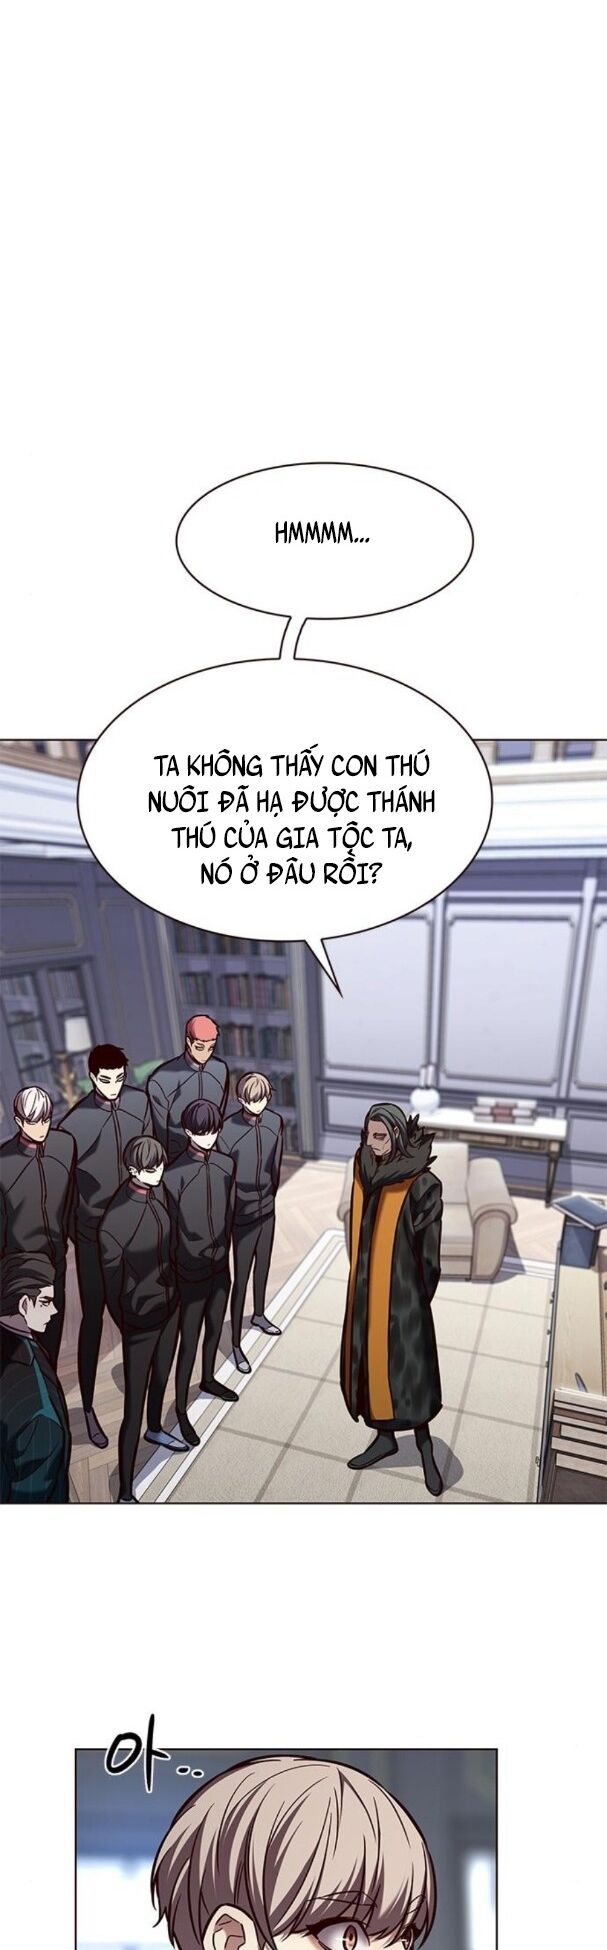 HMMMM...
TA KHÔNG THẤY CON THÚ
NUÔI ĐÃ HẠ ĐƯỢC THÁNH
THÚ CỦA GIA TỘC TA,
NÓ Ở ĐÂU RỒI?
아..